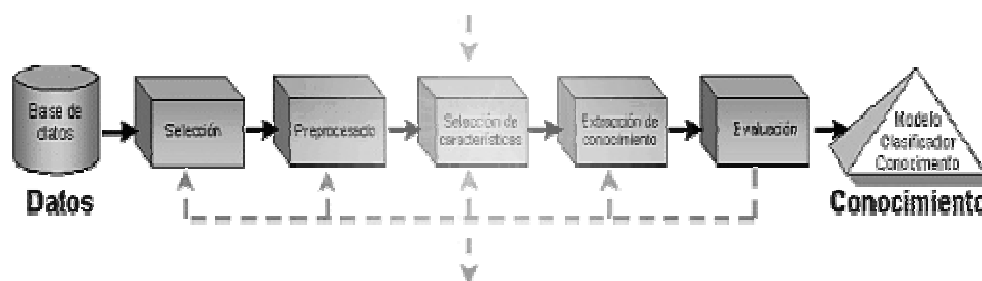 Base de
datos
Selección
Preprocesado
Selección de
características
Extracción de
conocimiento
Evaluación
Modelo
Clasificador
Conocimiento
Datos
Conocimiento